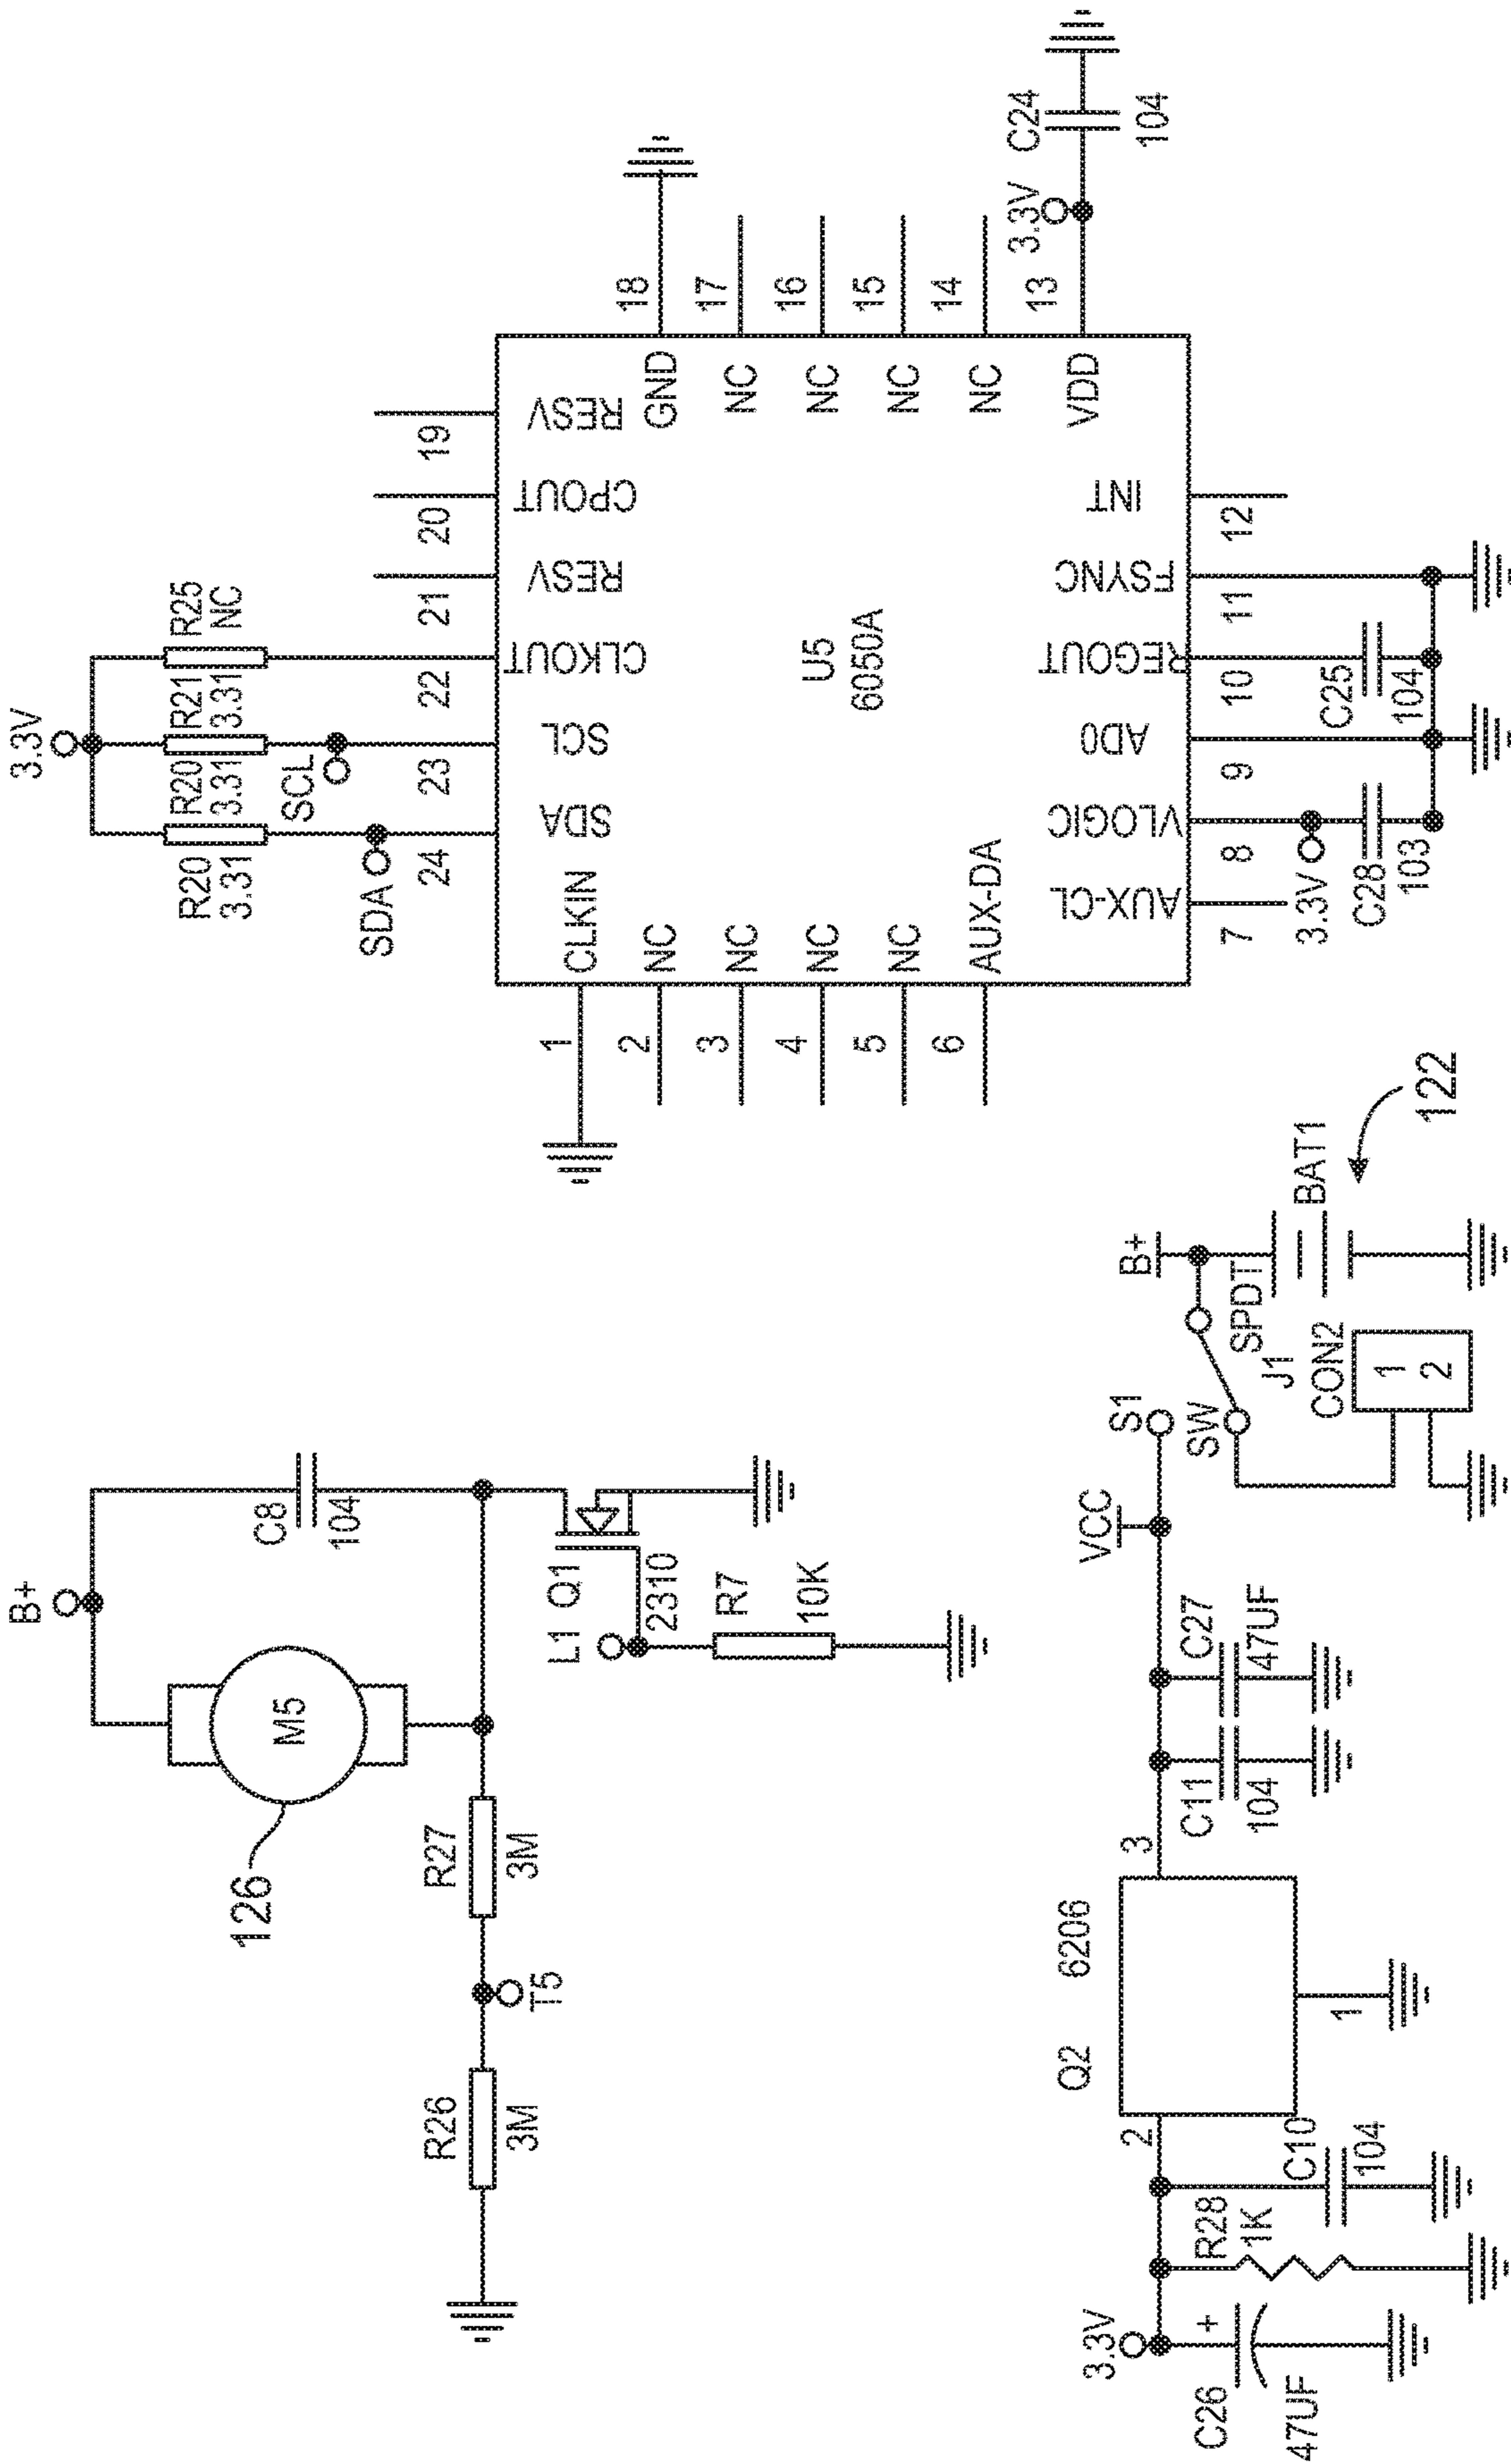 B+
M5
126
C8
104
R26
3M
T5
R27
3M
L1
Q1
2310
R7
10K
3.3V
C26
+
47UF
R28
1K
C10
104
2
Q2
6206
3
1
C11
104
C27
47UF
VCC
S1
SW
SPDT
B+
J1
CON2
1
2
BAT1
122
3.3V
R20
3.31
R20
3.31
R21
3.31
R25
NC
SDA
SCL
24
23
22
21
20
19
SDA
SCL
CLKOUT
RESV
CPOUT
RESV
1
CLKIN
2
NC
3
NC
4
NC
5
NC
6
AUX-DA
U5
6050A
GND
18
NC
17
NC
16
NC
15
NC
14
VDD
13
3.3V
C24
104
AUX-CL
VLOGIC
AD0
REGOUT
FSYNC
INT
7
8
9
10
11
12
3.3V
C28
103
C25
104